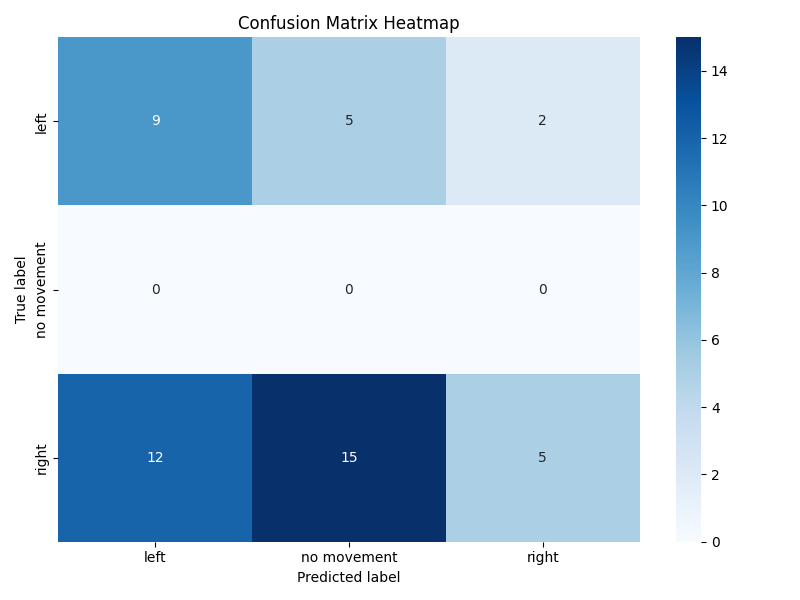 Confusion Matrix Heatmap
True label
left
no movement
right
9 5 2
0 0 0
12 15 5
left no movement right
Predicted label
14
12
10
8
6
4
2
0